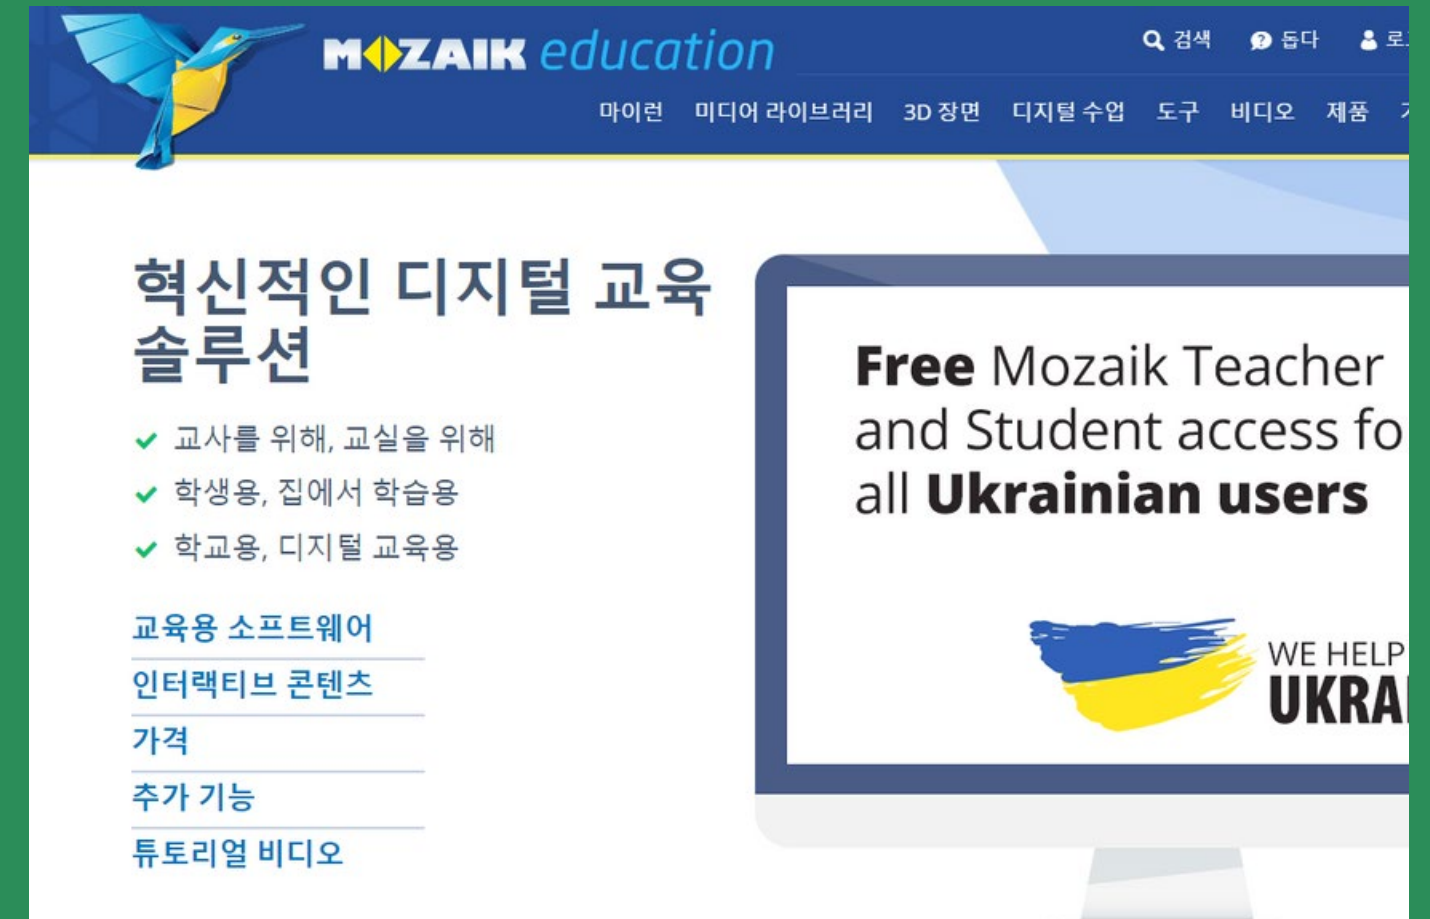 MOZAIK education
검색 돕다
마이런 미디어 라이브러리 3D 장면 디지털 수업 도구 비디오 제품
혁신적인 디지털 교육
솔루션
교사를 위해, 교실을 위해
학생용, 집에서 학습용
학교용, 디지털 교육용
교육용 소프트웨어
인터랙티브 콘텐츠
가격
추가 기능
튜토리얼 비디오
Free Mozaik Teacher
and Student access fo
all Ukrainian users
WE HELP
UKRAI